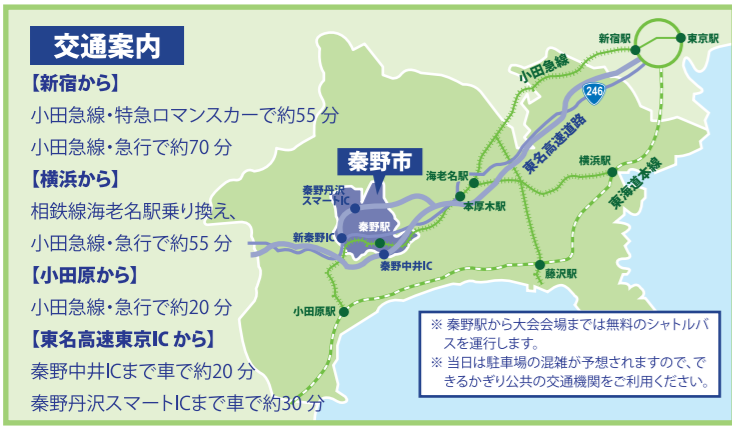 交通案内
【新宿から】
小田急線・特急ロマンスカーで約55 分
小田急線・急行で約70 分
【横浜から】
相鉄線海老名駅乗り換え、
小田急線・急行で約55 分
【小田原から】
小田急線・急行で約20 分
【東名高速東京IC から】
秦野中井ICまで車で約20 分
秦野丹沢スマートICまで車で約30 分
新宿駅
東京駅
小田急線
246
東名高速道路
秦野市
海老名駅
横浜駅
東海道本線
秦野丹沢
スマートIC
本厚木駅
秦野駅
新秦野IC
秦野中井IC
藤沢駅
小田原駅
※ 秦野駅から大会会場までは無料のシャトルバ
スを運行します。
※ 当日は駐車場の混雑が予想されますので、で
きるかぎり公共の交通機関をご利用ください。